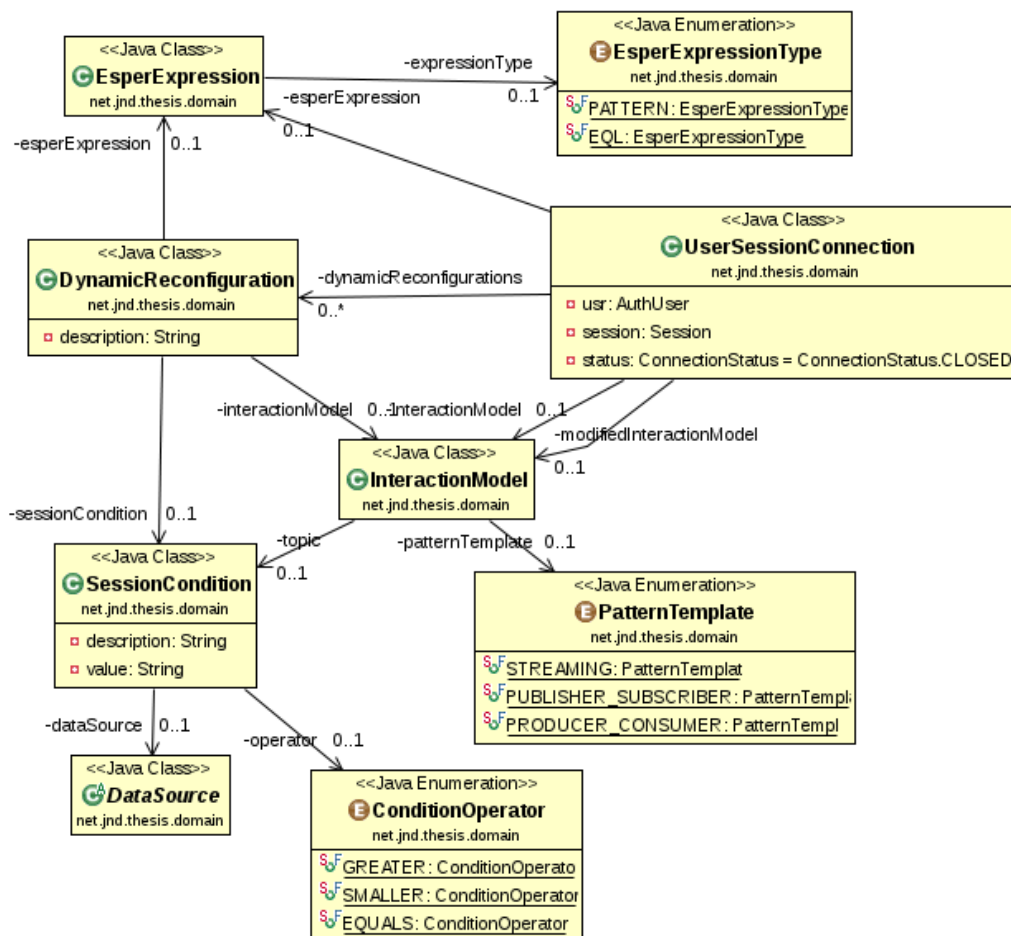 <<Java Class>>
EsperExpression
net.jnd.thesis.domain
<<Java Enumeration>>
EsperExpressionType
net.jnd.thesis.domain
PATTERN: EsperExpressionType
EQL: EsperExpressionType
-expressionType
0..1
-esperExpression
0..1
-esperExpression
0..1
<<Java Class>>
DynamicReconfiguration
net.jnd.thesis.domain
description: String
-dynamicReconfigurations
0..*
<<Java Class>>
UserSessionConnection
net.jnd.thesis.domain
usr: AuthUser
session: Session
status: ConnectionStatus = ConnectionStatus.CLOSED
-interactionModel
0..1
-interactionModel
0..1
-modifiedInteractionModel
0..1
<<Java Class>>
InteractionModel
net.jnd.thesis.domain
-sessionCondition
0..1
-topic
0..1
-patternTemplate
0..1
<<Java Class>>
SessionCondition
net.jnd.thesis.domain
description: String
value: String
<<Java Enumeration>>
PatternTemplate
net.jnd.thesis.domain
STREAMING: PatternTemplat
PUBLISHER_SUBSCRIBER: PatternTempla
PRODUCER_CONSUMER: PatternTempl
-dataSource
0..1
-operator
0..1
<<Java Class>>
DataSource
net.jnd.thesis.domain
<<Java Enumeration>>
ConditionOperator
net.jnd.thesis.domain
GREATER: ConditionOperato
SMALLER: ConditionOperator
EQUALS: ConditionOperator